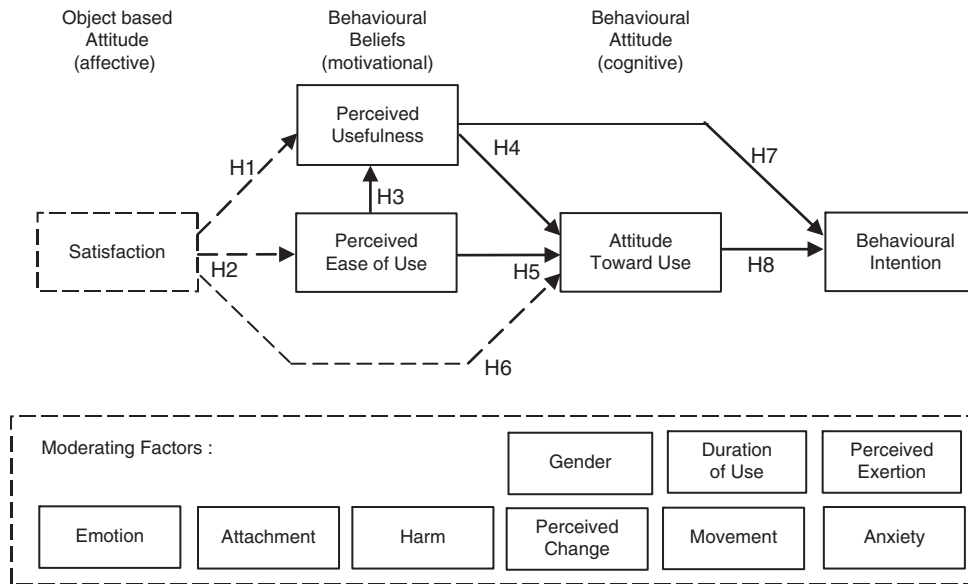 Object based
Attitude
(affective)
Behavioural
Beliefs
(motivational)
Behavioural
Attitude
(cognitive)
Perceived
Usefulness
H1
H4
H7
H3
Satisfaction
H2
Perceived
Ease of Use
H5
Attitude
Toward Use
H8
Behavioural
Intention
H6
Moderating Factors :
Gender
Duration
of Use
Perceived
Exertion
Emotion
Attachment
Harm
Perceived
Change
Movement
Anxiety